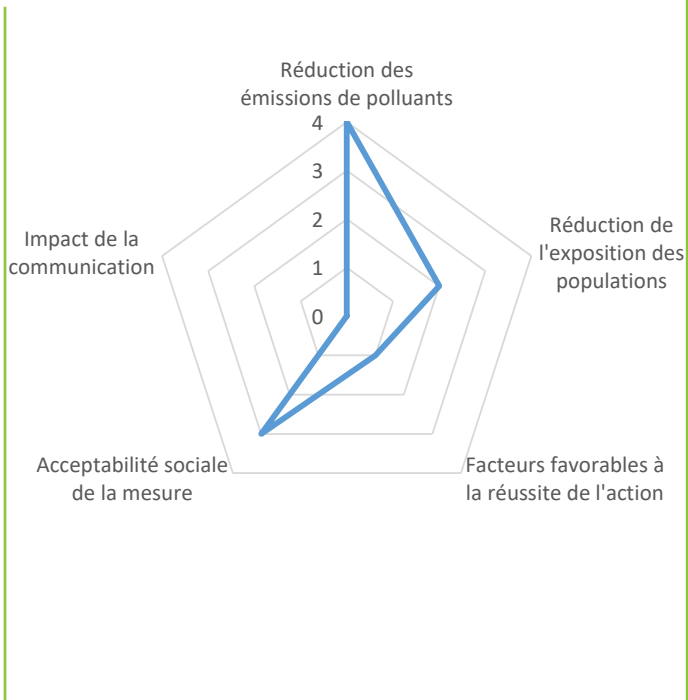 Réduction des
émissions de polluants
4
3
2
1
0
Réduction de
l'exposition des
populations
Facteurs favorables à
la réussite de l'action
Acceptabilité sociale
de la mesure
Impact de la
communication